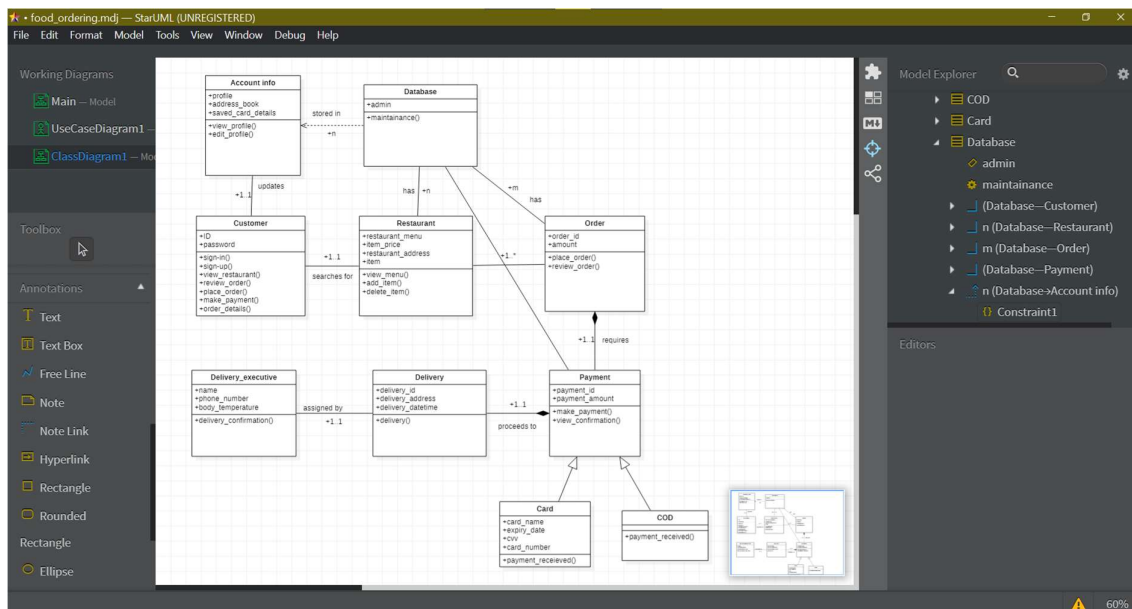 • food_ordering.mdj — StarUML (UNREGISTERED)
File Edit Format Model Tools View Window Debug Help
Working Diagrams
Main — Model
UseCaseDiagram1 —
ClassDiagram1 — Mo
Toolbox
Annotations
Text
Text Box
Free Line
Note
Note Link
Hyperlink
Rectangle
Rounded
Rectangle
Ellipse
Account info
+profile
+address_book
+saved_card_details
+view_profile()
+edit_profile()
stored in
+n
Database
+admin
+maintainance()
updates
+1..1
has
+n
+m
has
Customer
+ID
+password
+sign-in()
+sign-up()
+view_restaurant()
+review_order()
+place_order()
+make_payment()
+order_details()
+1..1
searches for
Restaurant
+restaurant_menu
+item_price
+restaurant_address
+item
+view_menu()
+add_item()
+delete_item()
+1..*
Order
+order_id
+amount
+place_order()
+review_order()
+1..1 requires
Delivery_executive
+name
+phone_number
+body_temperature
+delivery_confirmation()
assigned by
+1..1
Delivery
+delivery_id
+delivery_address
+delivery_datetime
+delivery()
+1..1
proceeds to
Payment
+payment_id
+payment_amount
+make_payment()
+view_confirmation()
Card
+card_name
+expiry_date
+cvv
+card_number
+payment_receieved()
COD
+payment_received()
Model Explorer
COD
Card
Database
admin
maintainance
(Database—Customer)
n (Database—Restaurant)
m (Database—Order)
(Database—Payment)
n (Database→Account info)
{} Constraint1
Editors
60%